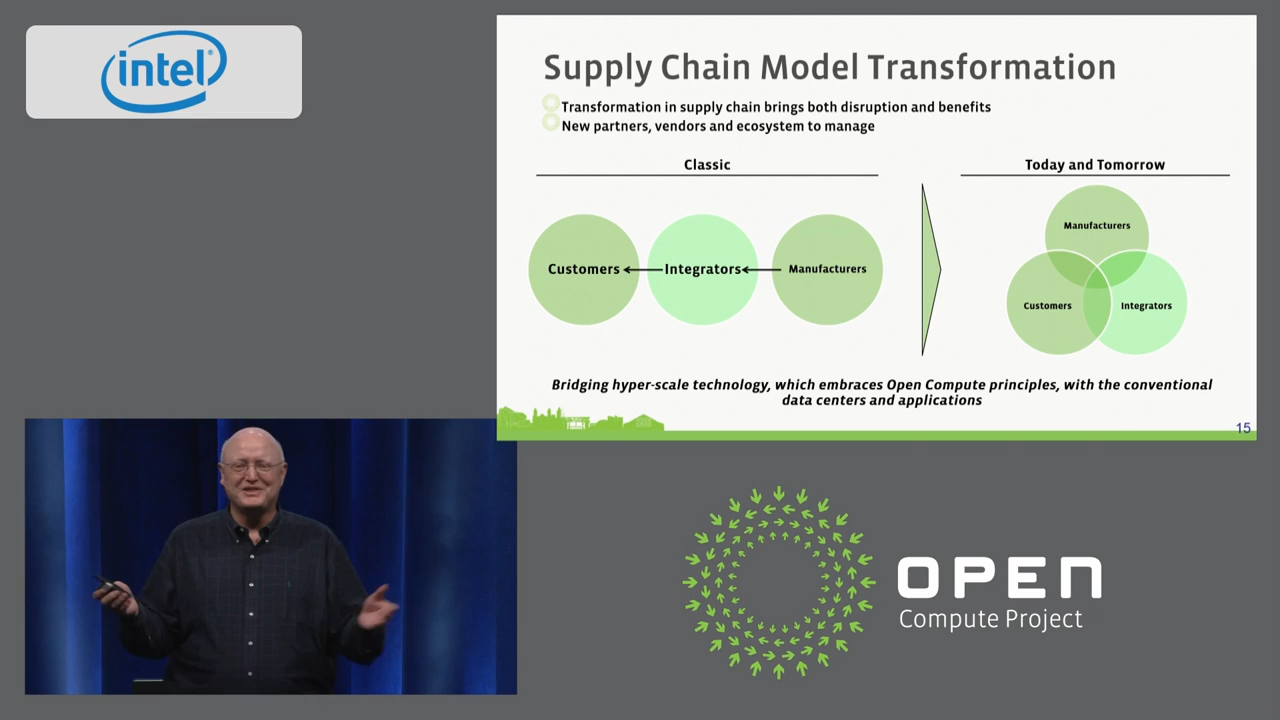 intel®
Supply Chain Model Transformation
Transformation in supply chain brings both disruption and benefits
New partners, vendors and ecosystem to manage
Classic
Customers
Integrators
Manufacturers
Today and Tomorrow
Manufacturers
Customers
Integrators
Bridging hyper-scale technology, which embraces Open Compute principles, with the conventional
data centers and applications
15
OPEN
Compute Project